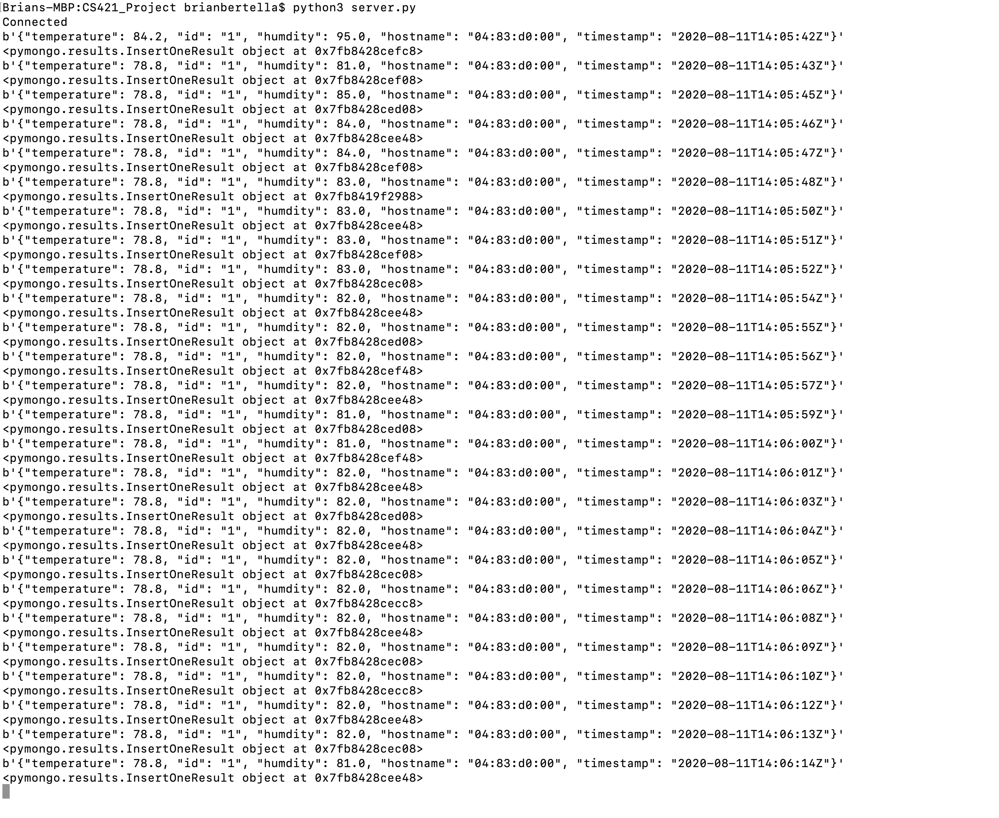 Brians-MBP:CS421_Project brianbertella$ python3 server.py
Connected
b'{"temperature": 84.2, "id": "1", "humdity": 95.0, "hostname": "04:83:d0:00", "timestamp": "2020-08-11T14:05:42Z"}'
<pymongo.results.InsertOneResult object at 0x7fb8428cefc8>
b'{"temperature": 78.8, "id": "1", "humdity": 81.0, "hostname": "04:83:d0:00", "timestamp": "2020-08-11T14:05:43Z"}'
<pymongo.results.InsertOneResult object at 0x7fb8428cef08>
b'{"temperature": 78.8, "id": "1", "humdity": 85.0, "hostname": "04:83:d0:00", "timestamp": "2020-08-11T14:05:45Z"}'
<pymongo.results.InsertOneResult object at 0x7fb8428ced08>
b'{"temperature": 78.8, "id": "1", "humdity": 84.0, "hostname": "04:83:d0:00", "timestamp": "2020-08-11T14:05:46Z"}'
<pymongo.results.InsertOneResult object at 0x7fb8428cee48>
b'{"temperature": 78.8, "id": "1", "humdity": 84.0, "hostname": "04:83:d0:00", "timestamp": "2020-08-11T14:05:47Z"}'
<pymongo.results.InsertOneResult object at 0x7fb8428cef08>
b'{"temperature": 78.8, "id": "1", "humdity": 83.0, "hostname": "04:83:d0:00", "timestamp": "2020-08-11T14:05:48Z"}'
<pymongo.results.InsertOneResult object at 0x7fb8419f2988>
b'{"temperature": 78.8, "id": "1", "humdity": 83.0, "hostname": "04:83:d0:00", "timestamp": "2020-08-11T14:05:50Z"}'
<pymongo.results.InsertOneResult object at 0x7fb8428cee48>
b'{"temperature": 78.8, "id": "1", "humdity": 83.0, "hostname": "04:83:d0:00", "timestamp": "2020-08-11T14:05:51Z"}'
<pymongo.results.InsertOneResult object at 0x7fb8428cef08>
b'{"temperature": 78.8, "id": "1", "humdity": 83.0, "hostname": "04:83:d0:00", "timestamp": "2020-08-11T14:05:52Z"}'
<pymongo.results.InsertOneResult object at 0x7fb8428cec08>
b'{"temperature": 78.8, "id": "1", "humdity": 82.0, "hostname": "04:83:d0:00", "timestamp": "2020-08-11T14:05:54Z"}'
<pymongo.results.InsertOneResult object at 0x7fb8428cee48>
b'{"temperature": 78.8, "id": "1", "humdity": 82.0, "hostname": "04:83:d0:00", "timestamp": "2020-08-11T14:05:55Z"}'
<pymongo.results.InsertOneResult object at 0x7fb8428ced08>
b'{"temperature": 78.8, "id": "1", "humdity": 82.0, "hostname": "04:83:d0:00", "timestamp": "2020-08-11T14:05:56Z"}'
<pymongo.results.InsertOneResult object at 0x7fb8428cef48>
b'{"temperature": 78.8, "id": "1", "humdity": 82.0, "hostname": "04:83:d0:00", "timestamp": "2020-08-11T14:05:57Z"}'
<pymongo.results.InsertOneResult object at 0x7fb8428cee48>
b'{"temperature": 78.8, "id": "1", "humdity": 81.0, "hostname": "04:83:d0:00", "timestamp": "2020-08-11T14:05:59Z"}'
<pymongo.results.InsertOneResult object at 0x7fb8428ced08>
b'{"temperature": 78.8, "id": "1", "humdity": 81.0, "hostname": "04:83:d0:00", "timestamp": "2020-08-11T14:06:00Z"}'
<pymongo.results.InsertOneResult object at 0x7fb8428cef48>
b'{"temperature": 78.8, "id": "1", "humdity": 82.0, "hostname": "04:83:d0:00", "timestamp": "2020-08-11T14:06:01Z"}'
<pymongo.results.InsertOneResult object at 0x7fb8428cee48>
b'{"temperature": 78.8, "id": "1", "humdity": 82.0, "hostname": "04:83:d0:00", "timestamp": "2020-08-11T14:06:03Z"}'
<pymongo.results.InsertOneResult object at 0x7fb8428ced08>
b'{"temperature": 78.8, "id": "1", "humdity": 82.0, "hostname": "04:83:d0:00", "timestamp": "2020-08-11T14:06:04Z"}'
<pymongo.results.InsertOneResult object at 0x7fb8428cee48>
b'{"temperature": 78.8, "id": "1", "humdity": 82.0, "hostname": "04:83:d0:00", "timestamp": "2020-08-11T14:06:05Z"}'
<pymongo.results.InsertOneResult object at 0x7fb8428cec08>
b'{"temperature": 78.8, "id": "1", "humdity": 82.0, "hostname": "04:83:d0:00", "timestamp": "2020-08-11T14:06:06Z"}'
<pymongo.results.InsertOneResult object at 0x7fb8428cecc8>
b'{"temperature": 78.8, "id": "1", "humdity": 82.0, "hostname": "04:83:d0:00", "timestamp": "2020-08-11T14:06:08Z"}'
<pymongo.results.InsertOneResult object at 0x7fb8428cee48>
b'{"temperature": 78.8, "id": "1", "humdity": 82.0, "hostname": "04:83:d0:00", "timestamp": "2020-08-11T14:06:09Z"}'
<pymongo.results.InsertOneResult object at 0x7fb8428cec08>
b'{"temperature": 78.8, "id": "1", "humdity": 82.0, "hostname": "04:83:d0:00", "timestamp": "2020-08-11T14:06:10Z"}'
<pymongo.results.InsertOneResult object at 0x7fb8428cecc8>
b'{"temperature": 78.8, "id": "1", "humdity": 82.0, "hostname": "04:83:d0:00", "timestamp": "2020-08-11T14:06:12Z"}'
<pymongo.results.InsertOneResult object at 0x7fb8428cee48>
b'{"temperature": 78.8, "id": "1", "humdity": 82.0, "hostname": "04:83:d0:00", "timestamp": "2020-08-11T14:06:13Z"}'
<pymongo.results.InsertOneResult object at 0x7fb8428cec08>
b'{"temperature": 78.8, "id": "1", "humdity": 81.0, "hostname": "04:83:d0:00", "timestamp": "2020-08-11T14:06:14Z"}'
<pymongo.results.InsertOneResult object at 0x7fb8428cee48>